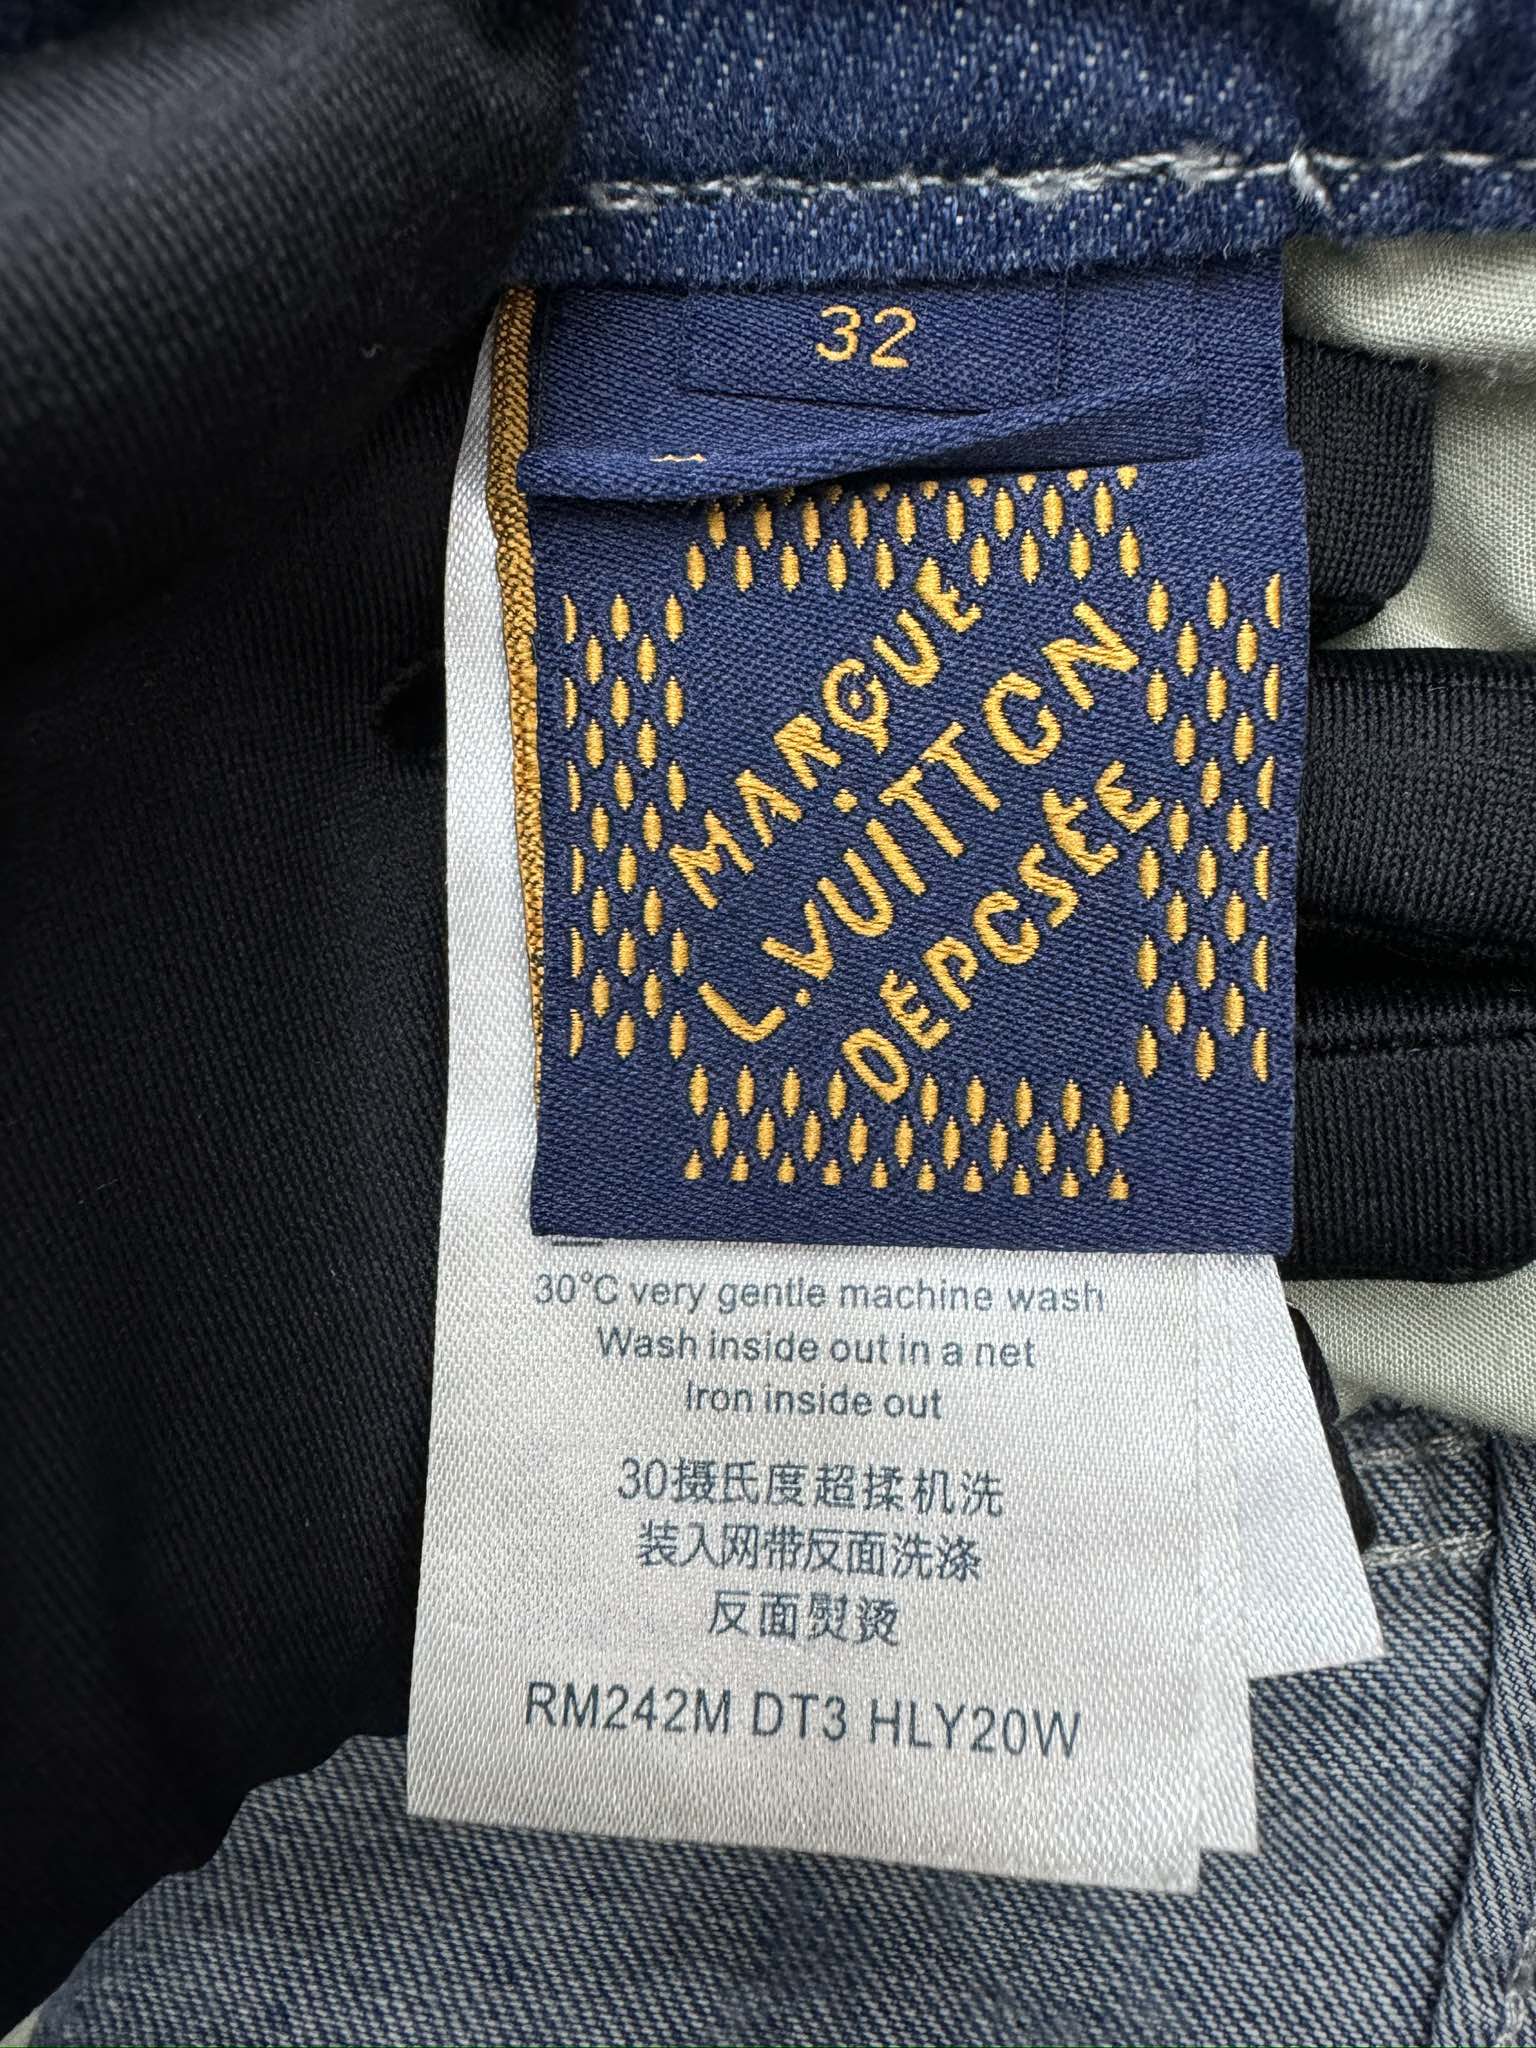 32
MARQUE
L.VUITTON
DEPOSEE
30°C very gentle machine wash
Wash inside out in a net
Iron inside out
30摄氏度超揉机洗
装入网带反面洗涤
反面熨烫
RM242M DT3 HLY20W